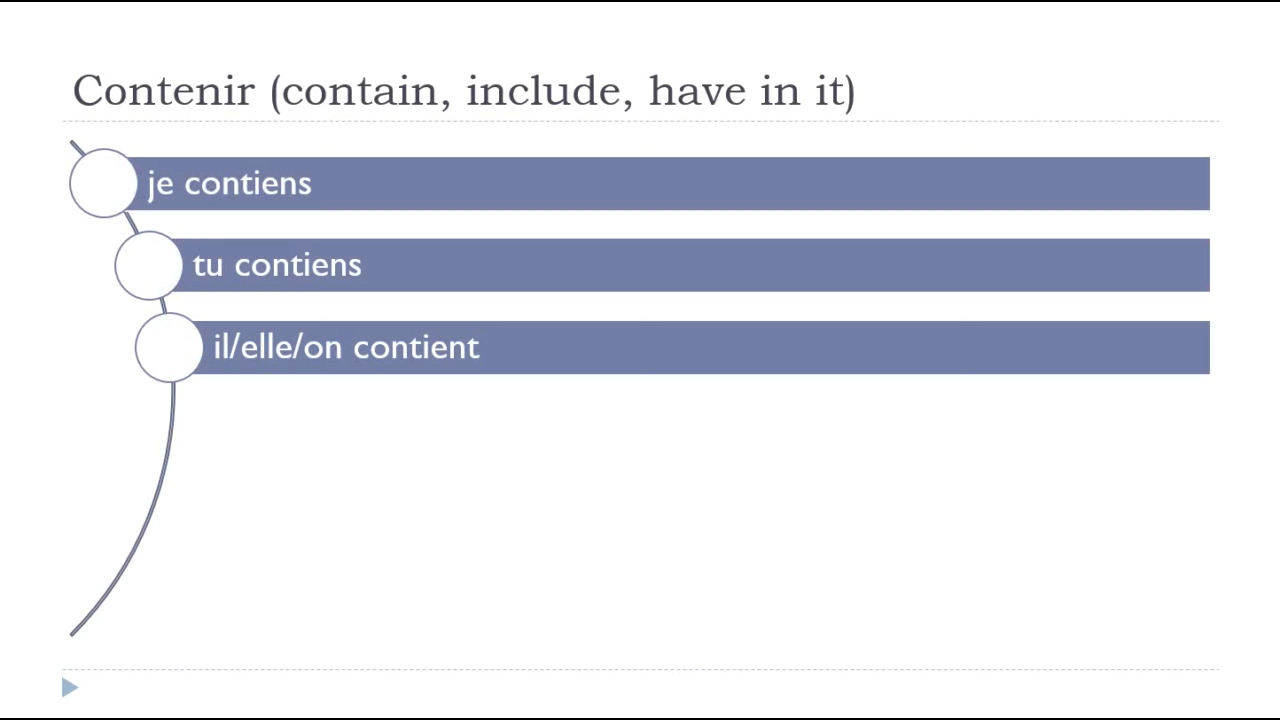 Contenir (contain, include, have in it)
je contiens
tu contiens
il/elle/on contient